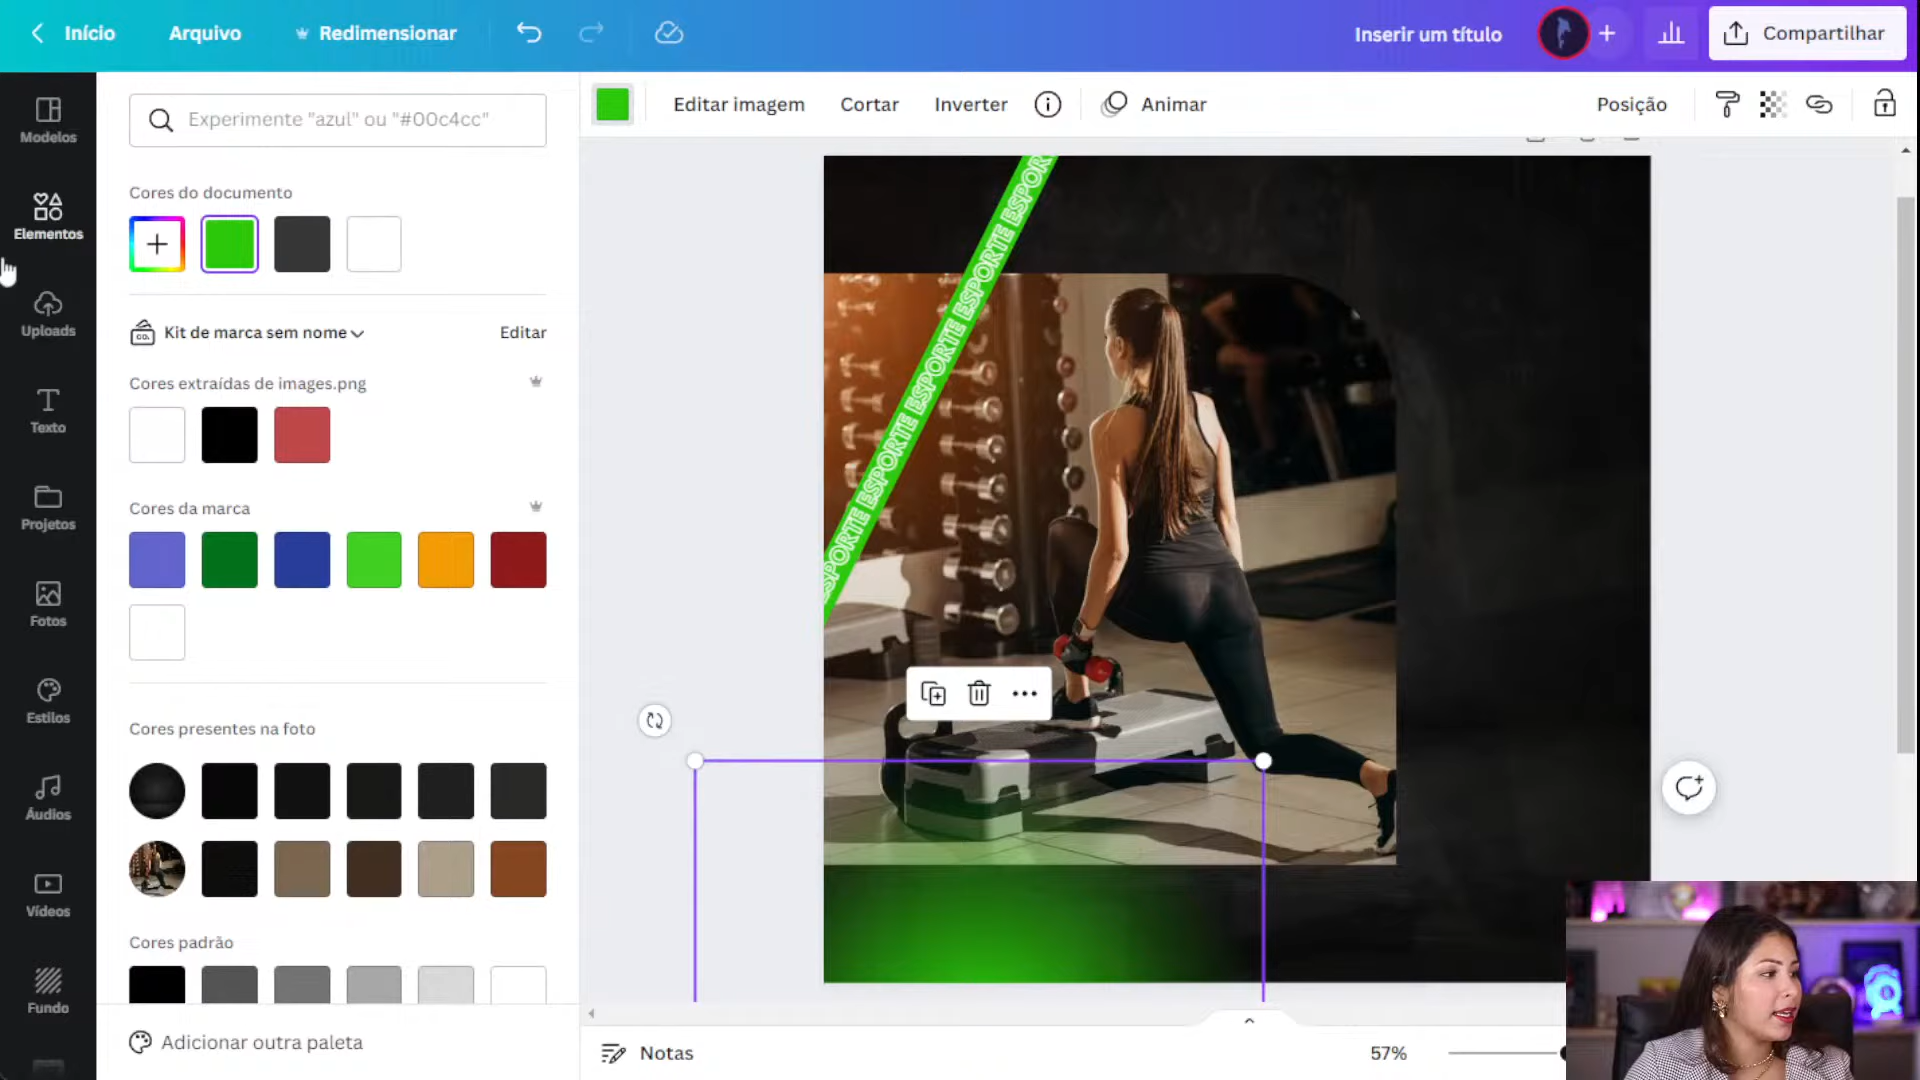 Início
Arquivo
Redimensionar
Inserir um título
Compartilhar
Modelos
Elementos
Uploads
Texto
Projetos
Fotos
Estilos
Áudios
Vídeos
Fundo
Experimente "azul" ou "#00c4cc"
Cores do documento
Kit de marca sem nome
Editar
Cores extraídas de images.png
Cores da marca
Cores presentes na foto
Cores padrão
Adicionar outra paleta
Editar imagem
Cortar
Inverter
Animar
Posição
ESPORTE ESPORTE ESPORTE ESPORTE ESPOR
Notas
57%